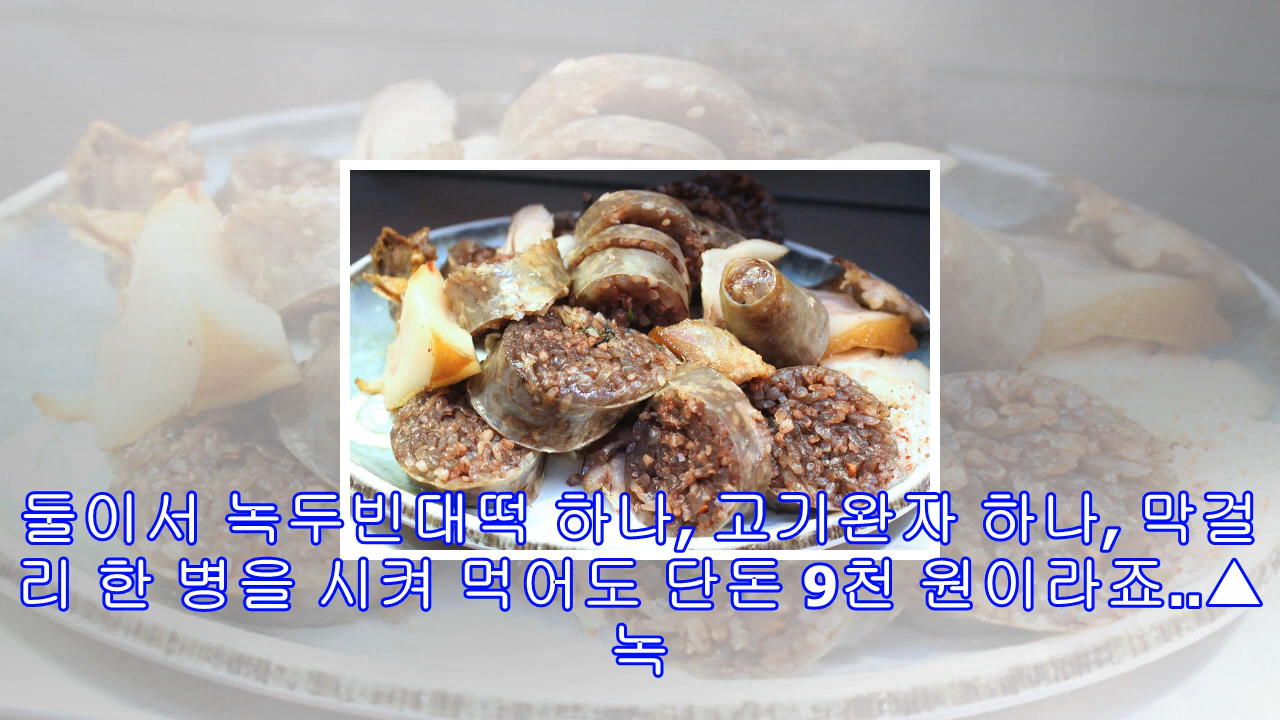 둘이서 녹두빈대떡 하나, 고기완자 하나, 막걸
리 한 병을 시켜 먹어도 단돈 9천 원이라죠..▲
녹